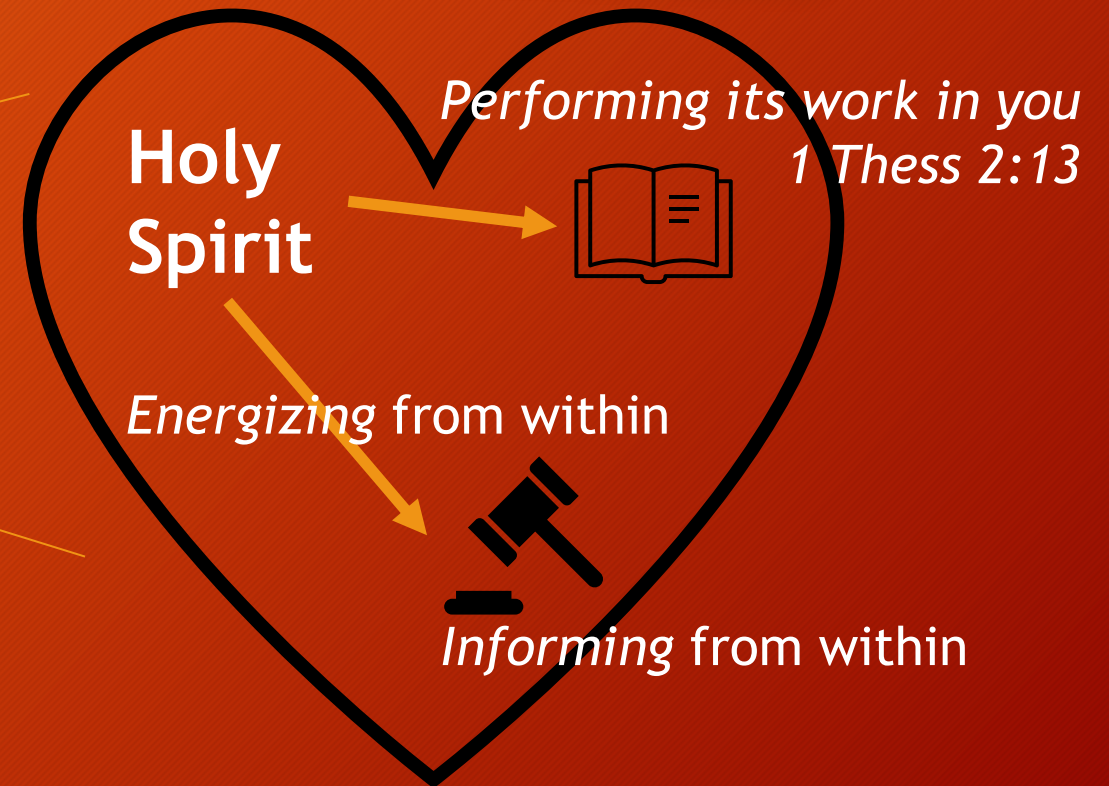 Performing its work in you
1 Thess 2:13
Holy
Spirit
Energizing from within
Informing from within